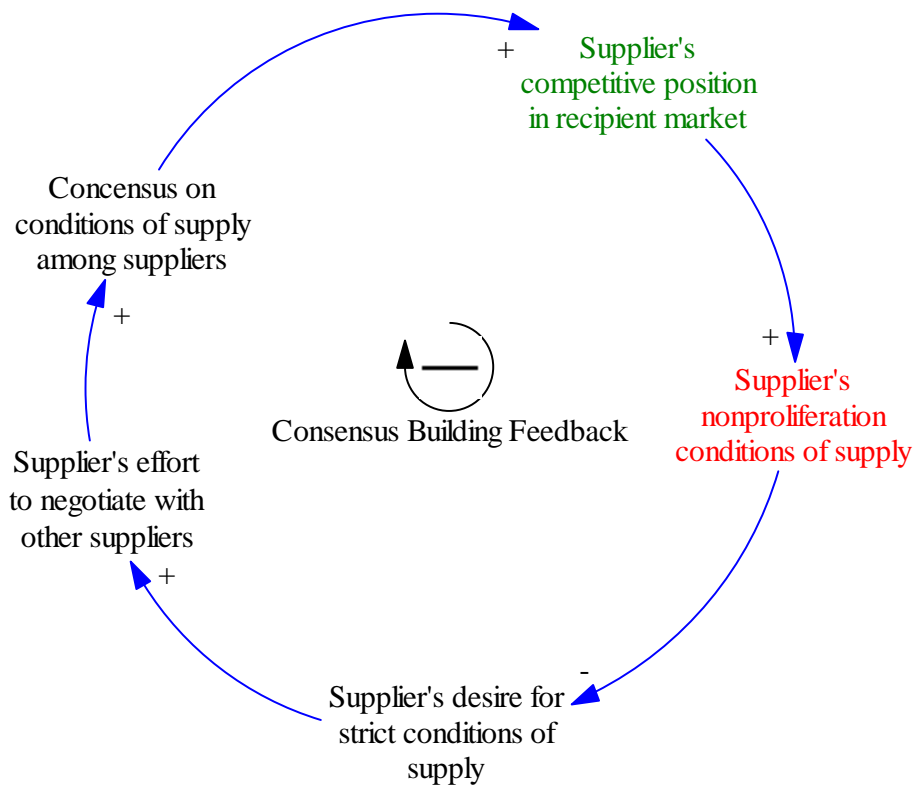 +
Supplier's
competitive position
in recipient market
Concensus on
conditions of supply
among suppliers
+
+
Supplier's
nonproliferation
conditions of supply
Consensus Building Feedback
Supplier's effort
to negotiate with
other suppliers
+
-
Supplier's desire for
strict conditions of
supply